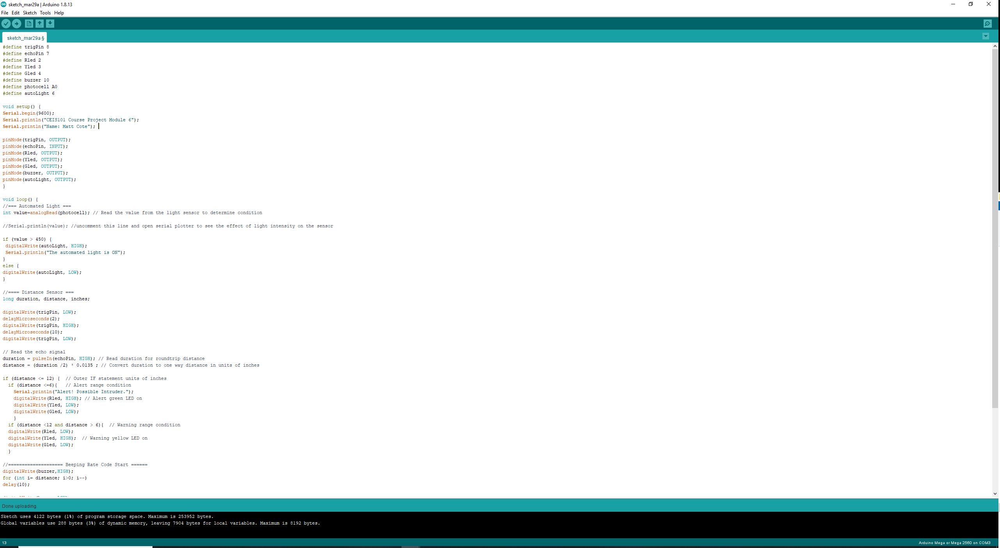 sketch_mar29a | Arduino 1.8.13
File Edit Sketch Tools Help
sketch_mar29a §
#define trigPin 8
#define echoPin 7
#define Rled 2
#define Yled 3
#define Gled 4
#define buzzer 10
#define photocell A0
#define autoLight 6
void setup() {
Serial.begin(9600);
Serial.println("CEIS101 Course Project Module 6");
Serial.println("Name: Matt Cote");
pinMode(trigPin, OUTPUT);
pinMode(echoPin, INPUT);
pinMode(Rled, OUTPUT);
pinMode(Yled, OUTPUT);
pinMode(Gled, OUTPUT);
pinMode(buzzer, OUTPUT);
pinMode(autoLight, OUTPUT);
}
void loop() {
//=== Automated Light ===
int value=analogRead(photocell); // Read the value from the light sensor to determine condition
//Serial.println(value); //uncomment this line and open serial plotter to see the effect of light intensity on the sensor
if (value > 450) {
digitalWrite(autoLight, HIGH);
Serial.println("The automated light is ON");
}
else {
digitalWrite(autoLight, LOW);
}
//==== Distance Sensor ===
long duration, distance, inches;
digitalWrite(trigPin, LOW);
delayMicroseconds(2);
digitalWrite(trigPin, HIGH);
delayMicroseconds(10);
digitalWrite(trigPin, LOW);
// Read the echo signal
duration = pulseIn(echoPin, HIGH); // Read duration for roundtrip distance
distance = (duration /2) * 0.0135 ; // Convert duration to one way distance in units of inches
if (distance <= 12) {  // Outer IF statement units of inches
if (distance <=6){   // Alert range condition
Serial.println("Alert! Possible Intruder.");
digitalWrite(Rled, HIGH); // Alert green LED on
digitalWrite(Yled, LOW);
digitalWrite(Gled, LOW);
}
if (distance <12 and distance > 6){  // Warning range condition
digitalWrite(Rled, LOW);
digitalWrite(Yled, HIGH);  // Warning yellow LED on
digitalWrite(Gled, LOW);
}
//==================== Beeping Rate Code Start ======
digitalWrite(buzzer,HIGH);
for (int i= distance; i>0; i--)
delay(10);
Done uploading.
Sketch uses 4122 bytes (1%) of program storage space. Maximum is 253952 bytes.
Global variables use 288 bytes (3%) of dynamic memory, leaving 7904 bytes for local variables. Maximum is 8192 bytes.
13
Arduino Mega or Mega 2560 on COM3